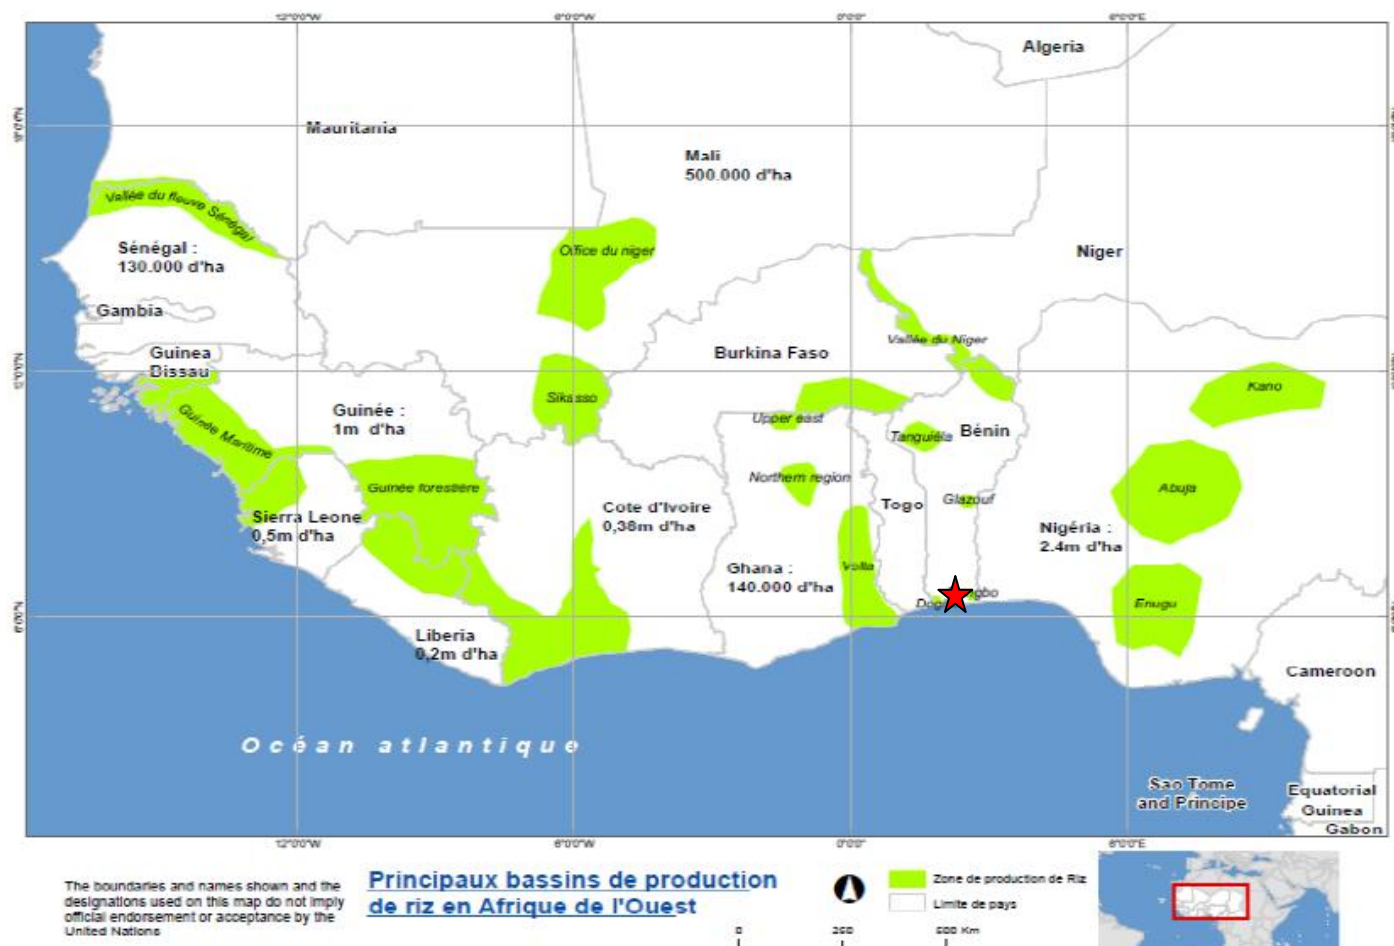 12°0'0"W
6°0'0"W
0°0'0"
6°0'0"E
Algeria
Mauritania
Mali
500.000 d'ha
Vallée du fleuve Sénégal
Sénégal :
130.000 d'ha
Office du niger
Niger
Gambia
Vallée du Niger
Burkina Faso
Guinea
Bissau
Kano
Sikasso
Guinée :
1m d'ha
Guinée Maritime
Upper east
Tanguiéla
Bénin
Northern region
Guinée forestière
Abuja
Glazouf
Togo
Cote d'Ivoire
0,38m d'ha
Sierra Leone
0,5m d'ha
Nigéria :
2.4m d'ha
Ghana :
140.000 d'ha
Volta
Enugu
Liberia
0,2m d'ha
Cameroon
Océan atlantique
Sao Tome
and Principe
Equatorial
Guinea
Gabon
12°0'0"W
6°0'0"W
0°0'0"
6°0'0"E
The boundaries and names shown and the
designations used on this map do not imply
official endorsement or acceptance by the
United Nations
Principaux bassins de production
de riz en Afrique de l'Ouest
Zone de production de Riz
Limite de pays
0 250 500 Km